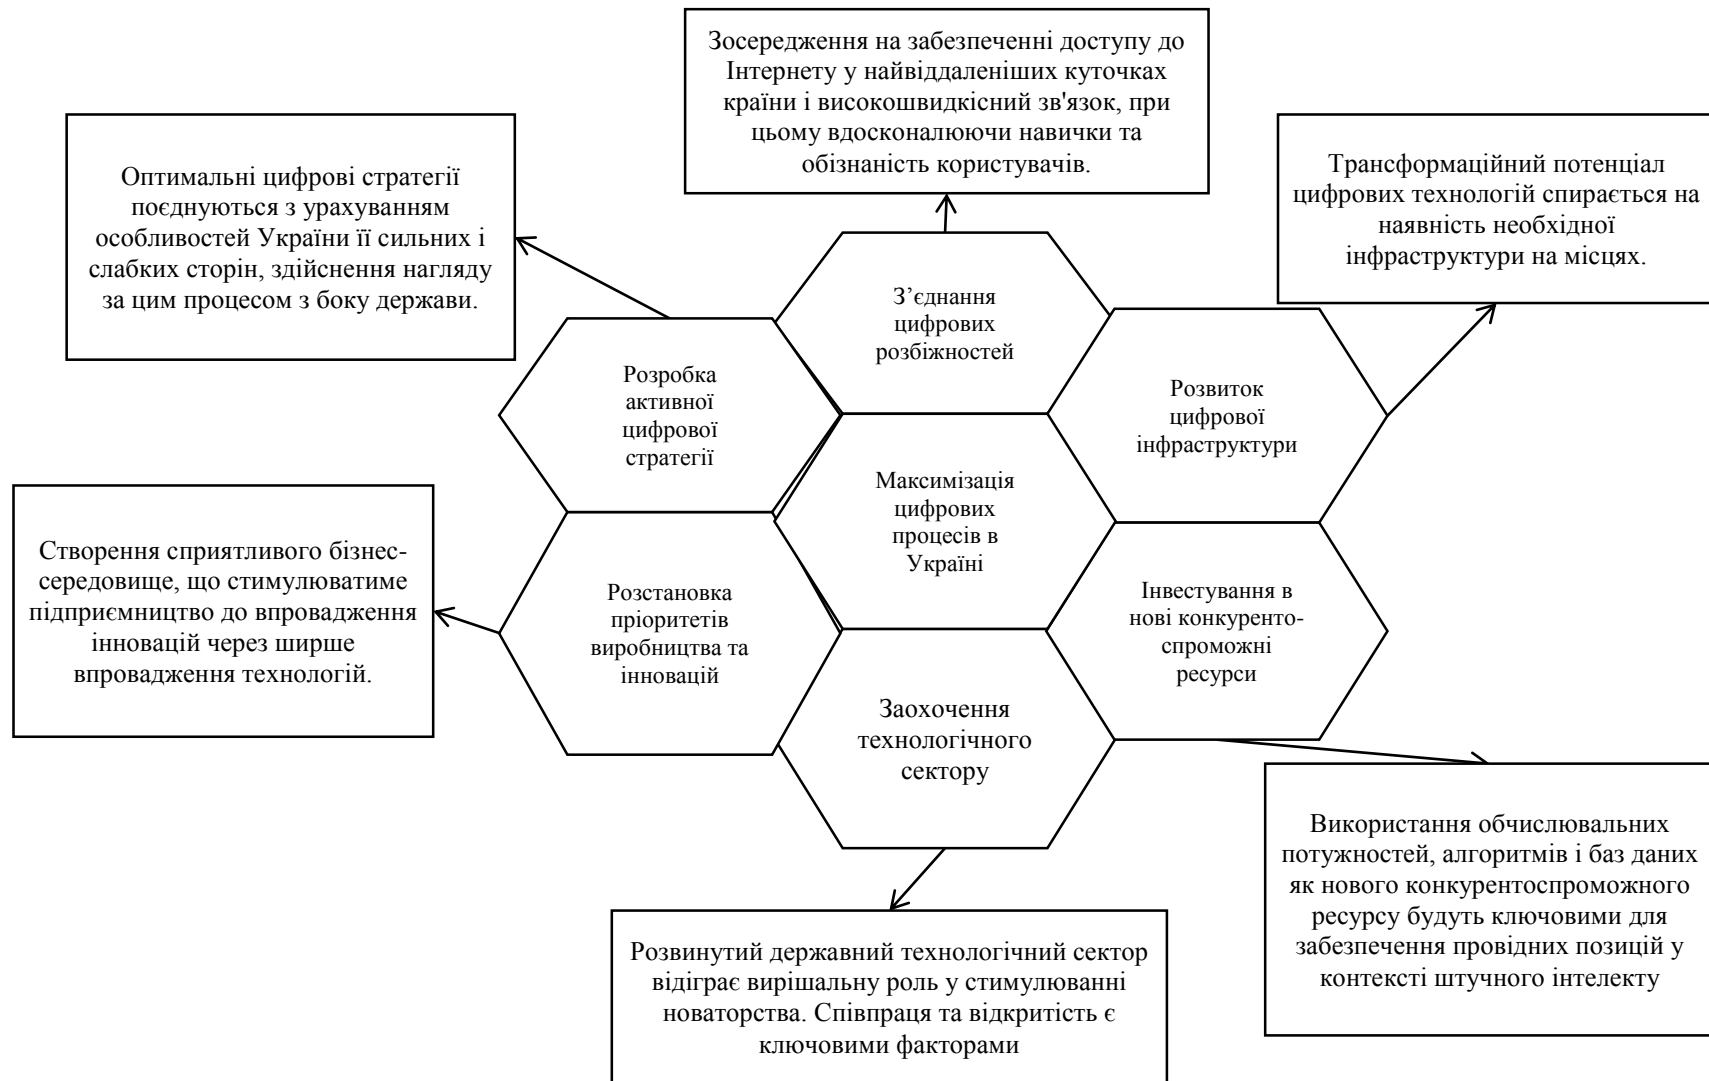 Зосередження на забезпеченні доступу до
Інтернету у найвіддаленіших куточках
країни і високошвидкісний зв'язок, при
цьому вдосконалюючи навички та
обізнаність користувачів.
Оптимальні цифрові стратегії
поєднуються з урахуванням
особливостей України її сильних і
слабких сторін, здійснення нагляду
за цим процесом з боку держави.
Трансформаційний потенціал
цифрових технологій спирається на
наявність необхідної
інфраструктури на місцях.
З’єднання
цифрових
розбіжностей
Розробка
активної
цифрової
стратегії
Розвиток
цифрової
інфраструктури
Максимізація
цифрових
процесів в
Україні
Створення сприятливого бізнес-
середовище, що стимулюватиме
підприємництво до впровадження
інновацій через ширше
впровадження технологій.
Розстановка
пріоритетів
виробництва та
інновацій
Інвестування в
нові конкуренто-
спроможні
ресурси
Заохочення
технологічного
сектору
Використання обчислювальних
потужностей, алгоритмів і баз даних
як нового конкурентоспроможного
ресурсу будуть ключовими для
забезпечення провідних позицій у
контексті штучного інтелекту
Розвинутий державний технологічний сектор
відіграє вирішальну роль у стимулюванні
новаторства. Співпраця та відкритість є
ключовими факторами